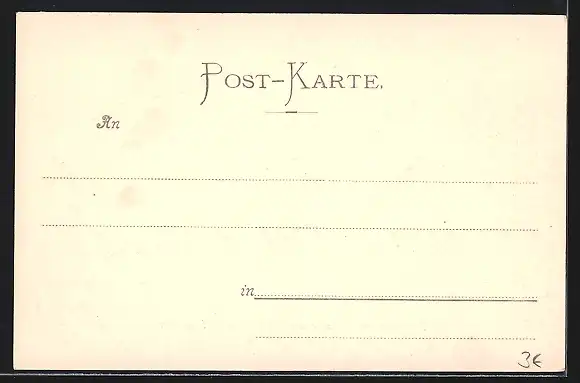 Post-Karte.
An
in
3€